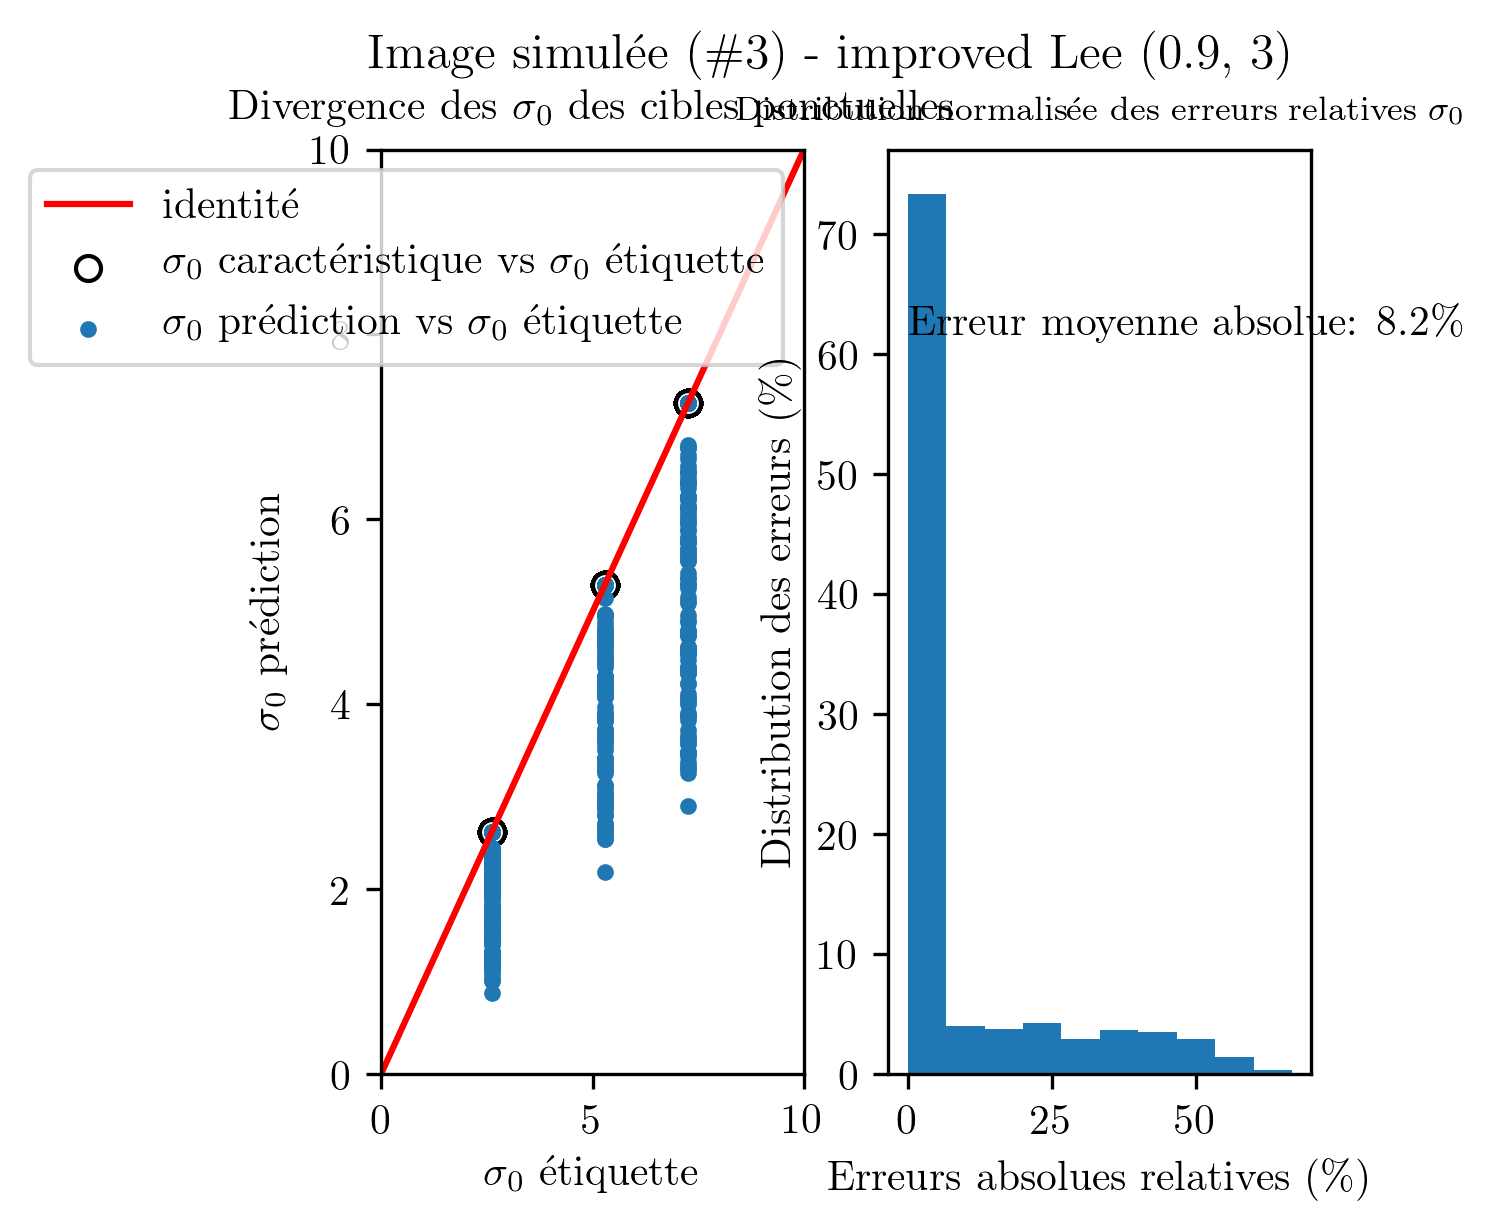 Image simulée (#3) - improved Lee (0.9, 3)
Divergence des σ₀ des cibles ponctuelles
Distribution normalisée des erreurs relatives σ₀
identité
σ₀ caractéristique vs σ₀ étiquette
σ₀ prédiction vs σ₀ étiquette
10
8
6
4
2
0
σ₀ prédiction
0 5 10
σ₀ étiquette
Erreur moyenne absolue: 8.2%
70
60
50
40
30
20
10
0
Distribution des erreurs (%)
0 25 50
Erreurs absolues relatives (%)